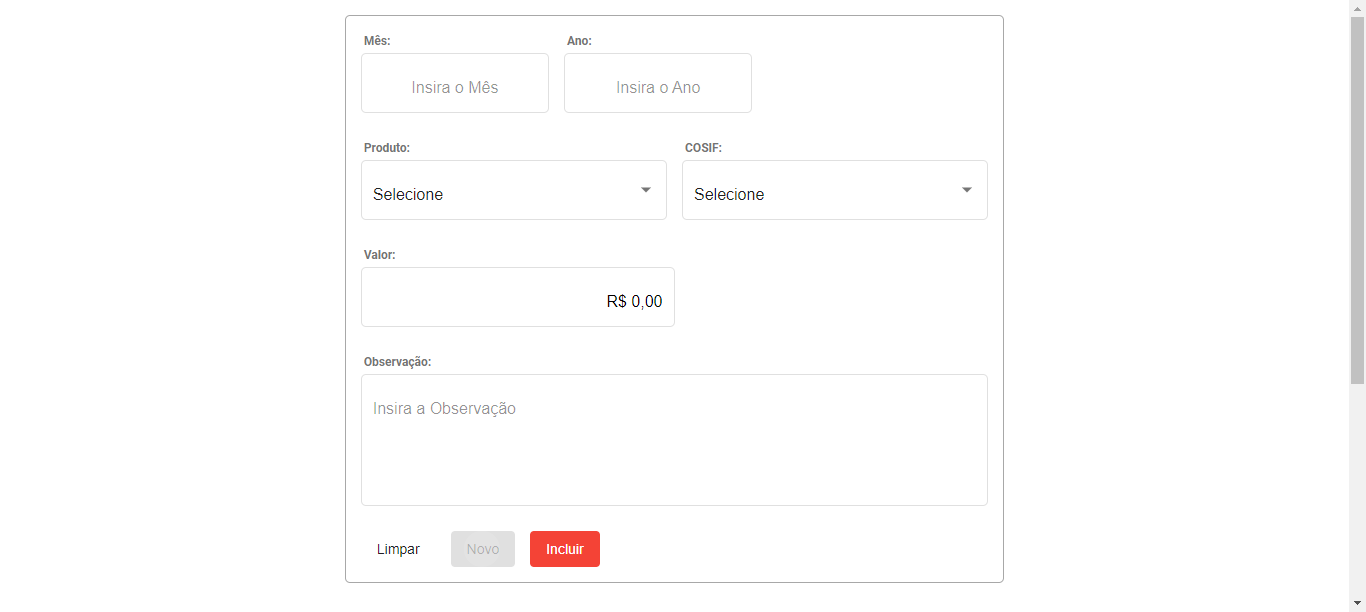 Mês: Ano:
Insira o Mês Insira o Ano
Produto: COSIF:
Selecione Selecione
Valor:
R$ 0,00
Observação:
Insira a Observação
Limpar Novo Incluir